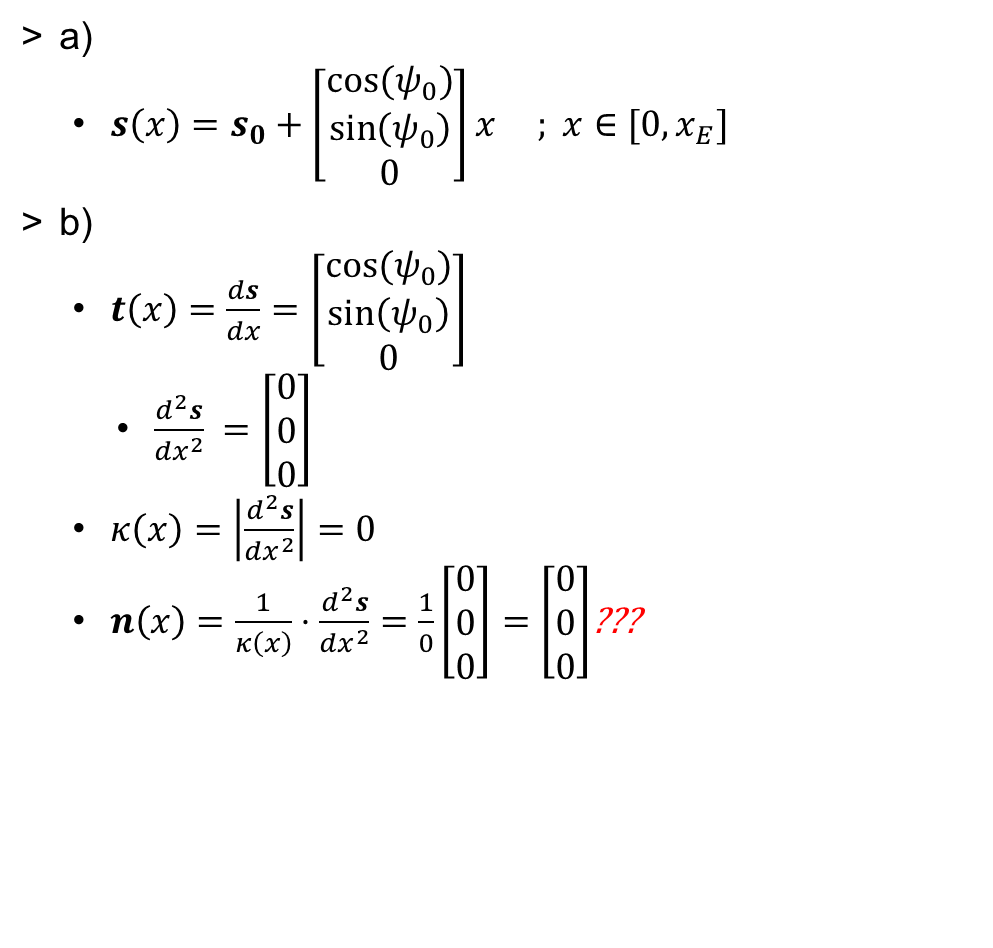 > a)
• s(x) = s₀ + [cos(ψ₀) sin(ψ₀) 0] x ; x ∈ [0, x_E]
> b)
• t(x) = ds/dx = [cos(ψ₀) sin(ψ₀) 0]
• d²s/dx² = [0 0 0]
• κ(x) = |d²s/dx²| = 0
• n(x) = 1/κ(x) · d²s/dx² = 1/0 [0 0 0] = [0 0 0] ???